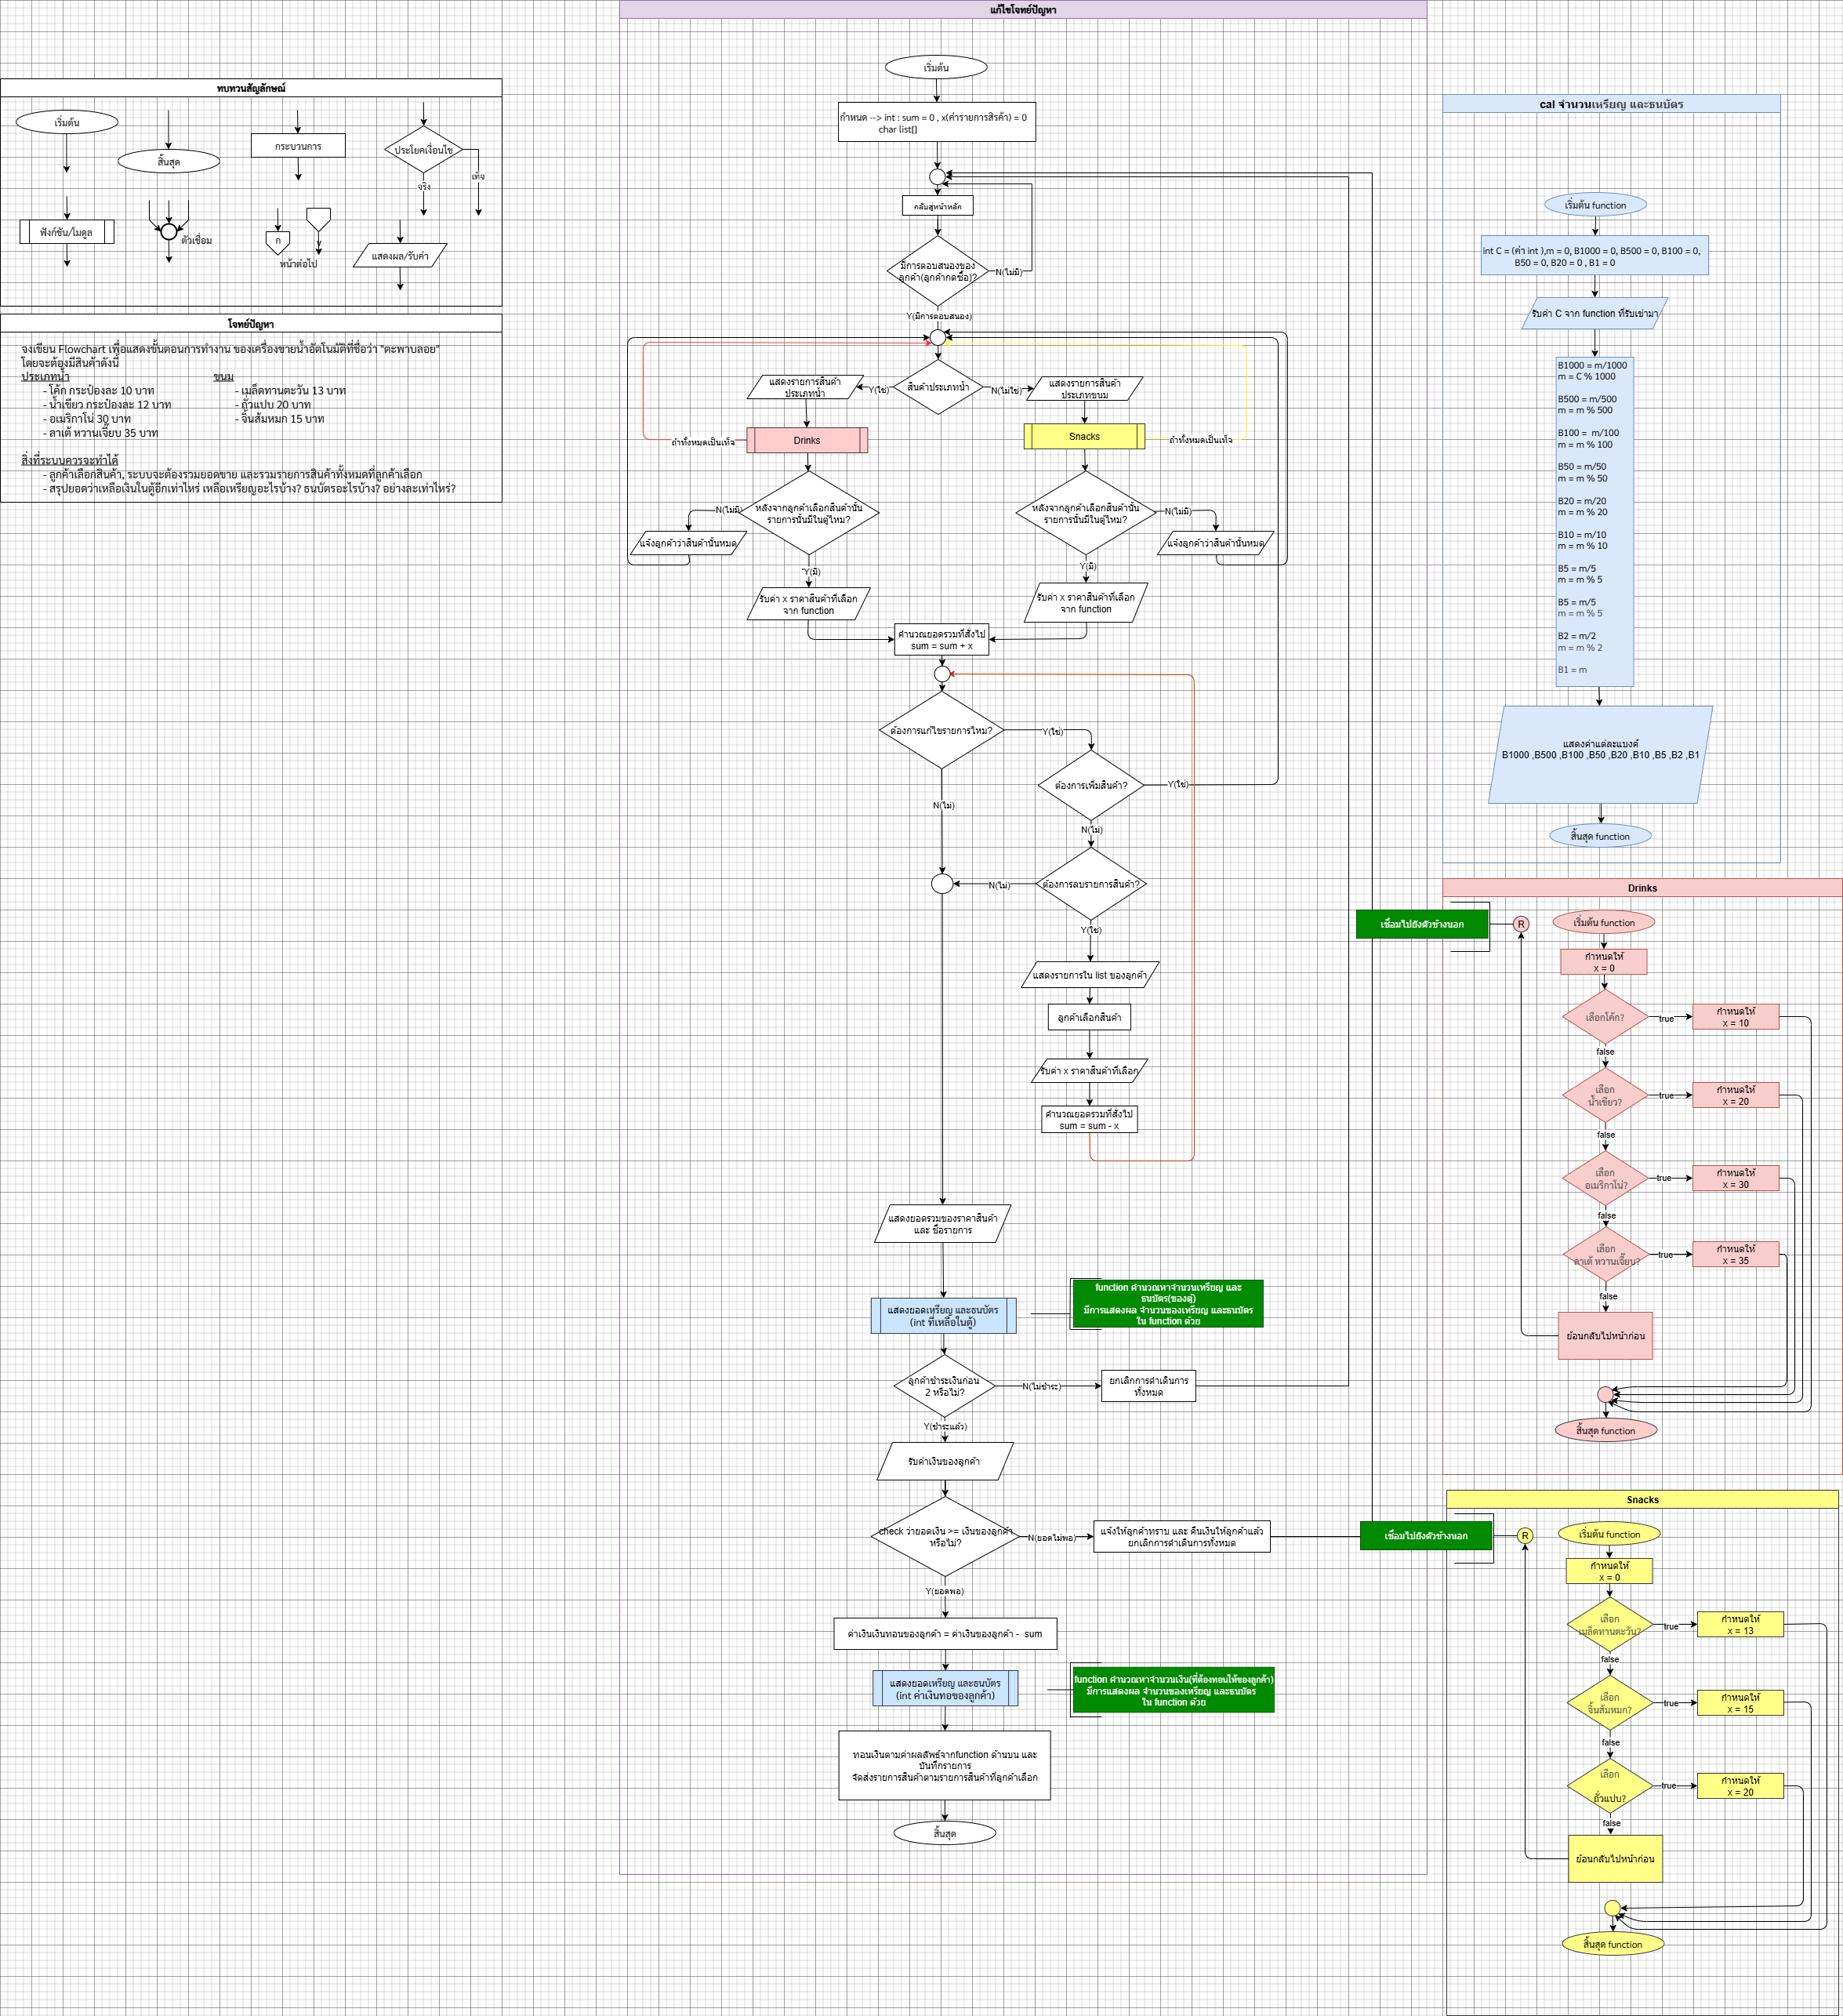 แก้ไขโจทย์ปัญหา
ทบทวนสัญลักษณ์
เริ่มต้น
สิ้นสุด
กระบวนการ
ประโยคเงื่อนไข
เท็จ
จริง
ฟังก์ชัน/โมดูล
ตัวเชื่อม
ก
หน้าต่อไป
แสดงผล/รับค่า
โจทย์ปัญหา
จงเขียน Flowchart เพื่อแสดงขั้นตอนการทำงาน ของเครื่องขายน้ำอัตโนมัติที่ชื่อว่า "ตะพาบลอย"
โดยจะต้องมีสินค้าดังนี้
ประเภทน้ำ
ขนม
- โค้ก กระป๋องละ 10 บาท
- เมล็ดทานตะวัน 13 บาท
- น้ำเขียว กระป๋องละ 12 บาท
- ถั่วแปบ 20 บาท
- อเมริกาโน่ 30 บาท
- จิ้นส้มหมก 15 บาท
- ลาเต้ หวานเจี๊ยบ 35 บาท
สิ่งที่ระบบควรจะทำได้
- ลูกค้าเลือกสินค้า, ระบบจะต้องรวมยอดขาย และรวมรายการสินค้าทั้งหมดที่ลูกค้าเลือก
- สรุปยอดว่าเหลือเงินในตู้อีกเท่าไหร่ เหลือเหรียญอะไรบ้าง? ธนบัตรอะไรบ้าง? อย่างละเท่าไหร่?
เริ่มต้น
กำหนด --> int : sum = 0 , x(ค่ารายการสิรค้า) = 0
char list[]
กลับสู่หน้าหลัก
มีการตอบสนองของ
ลูกค้า(ลูกค้ากดซื้อ)?
N(ไม่มี)
Y(มีการตอบสนอง)
สินค้าประเภทน้ำ
Y(ใช่)
N(ไม่ใช่)
แสดงรายการสินค้า
ประเภทน้ำ
แสดงรายการสินค้า
ประเภทขนม
Drinks
ถ้าทั้งหมดเป็นเท็จ
Snacks
ถ้าทั้งหมดเป็นเท็จ
หลังจากลูกค้าเลือกสินค้านั้น
รายการนั้นมีในตู้ไหม?
N(ไม่มี)
แจ้งลูกค้าว่าสินค้านั้นหมด
หลังจากลูกค้าเลือกสินค้านั้น
รายการนั้นมีในตู้ไหม?
N(ไม่มี)
แจ้งลูกค้าว่าสินค้านั้นหมด
Y(มี)
Y(มี)
รับค่า x ราคาสินค้าที่เลือก
จาก function
รับค่า x ราคาสินค้าที่เลือก
จาก function
คำนวณยอดรวมที่สั่งไป
sum = sum + x
ต้องการแก้ไขรายการไหม?
Y(ใช่)
N(ไม่)
ต้องการเพิ่มสินค้า?
Y(ใช่)
N(ไม่)
ต้องการลบรายการสินค้า?
N(ไม่)
Y(ใช่)
แสดงรายการใน list ของลูกค้า
ลูกค้าเลือกสินค้า
รับค่า x ราคาสินค้าที่เลือก
คำนวณยอดรวมที่สั่งไป
sum = sum - x
แสดงยอดรวมของราคาสินค้า
และ ชื่อรายการ
แสดงยอดเหรียญ และธนบัตร
(int ที่เหลือในตู้)
function คำนวณหาจำนวนเหรียญ และ
ธนบัตร(ของตู้)
มีการแสดงผล จำนวนของเหรียญ และธนบัตร
ใน function ด้วย
ลูกค้าชำระเงินก่อน
2 หรือไม่?
N(ไม่ชำระ)
ยกเลิกการดำเนินการ
ทั้งหมด
Y(ชำระแล้ว)
รับค่าเงินของลูกค้า
check ว่ายอดเงิน >= เงินของลูกค้า
หรือไม่?
N(ยอดไม่พอ)
แจ้งให้ลูกค้าทราบ และ คืนเงินให้ลูกค้าแล้ว
ยกเลิกการดำเนินการทั้งหมด
Y(ยอดพอ)
ค่าเงินเงินทอนของลูกค้า = ค่าเงินของลูกค้า - sum
แสดงยอดเหรียญ และธนบัตร
(int ค่าเงินทอของลูกค้า)
function คำนวณหาจำนวนเงิน(ที่ต้องทอนให้ของลูกค้า)
มีการแสดงผล จำนวนของเหรียญ และธนบัตร
ใน function ด้วย
ทอนเงินตามค่าผลลัพธ์จากfunction ด้านบน และ
บันทึกรายการ
จัดส่งรายการสินค้าตามรายการสินค้าที่ลูกค้าเลือก
สิ้นสุด
cal จำนวนเหรียญ และธนบัตร
เริ่มต้น function
int C = (ค่า int ),m = 0, B1000 = 0, B500 = 0, B100 = 0,
B50 = 0, B20 = 0 , B1 = 0
รับค่า C จาก function ที่รับเข้ามา
B1000 = m/1000
m = C % 1000
B500 = m/500
m = m % 500
B100 = m/100
m = m % 100
B50 = m/50
m = m % 50
B20 = m/20
m = m % 20
B10 = m/10
m = m % 10
B5 = m/5
m = m % 5
B5 = m/5
m = m % 5
B2 = m/2
m = m % 2
B1 = m
แสดงค่าแต่ละแบงค์
B1000 ,B500 ,B100 ,B50 ,B20 ,B10 ,B5 ,B2 ,B1
สิ้นสุด function
Drinks
เชื่อมไปยังตัวข้างนอก
R
เริ่มต้น function
กำหนดให้
x = 0
เลือกโค้ก?
true
กำหนดให้
x = 10
false
เลือก
น้ำเขียว?
true
กำหนดให้
x = 20
false
เลือก
อเมริกาโน่?
true
กำหนดให้
x = 30
false
เลือก
ลาเต้ หวานเจี๊ยบ?
true
กำหนดให้
x = 35
false
ย้อนกลับไปหน้าก่อน
สิ้นสุด function
Snacks
เชื่อมไปยังตัวข้างนอก
R
เริ่มต้น function
กำหนดให้
x = 0
เลือก
เมล็ดทานตะวัน?
true
กำหนดให้
x = 13
false
เลือก
จิ้นส้มหมก?
true
กำหนดให้
x = 15
false
เลือก
ถั่วแปบ?
true
กำหนดให้
x = 20
false
ย้อนกลับไปหน้าก่อน
สิ้นสุด function